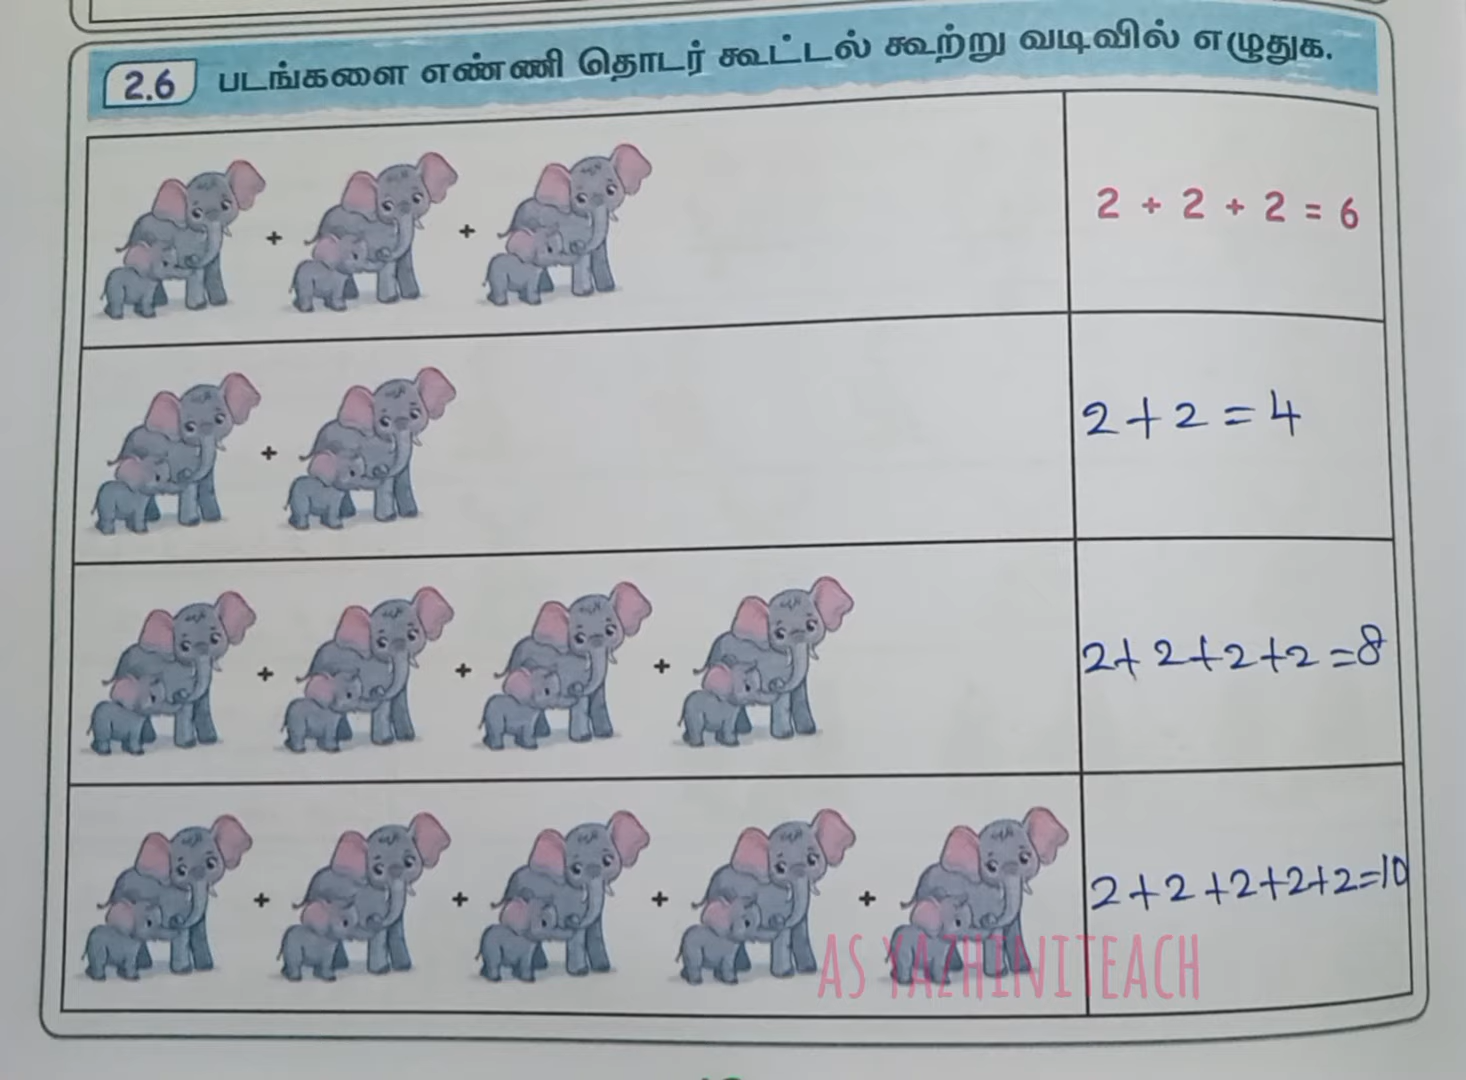 2.6 படங்களை எண்ணி தொடர் கூட்டல் கூற்று வடிவில் எழுதுக.
+ + 2 + 2 + 2 = 6
+ 2 + 2 = 4
+ + + 2 + 2 + 2 + 2 = 8
+ + + + 2 + 2 + 2 + 2 + 2 = 10
AS YAZHINITEACH